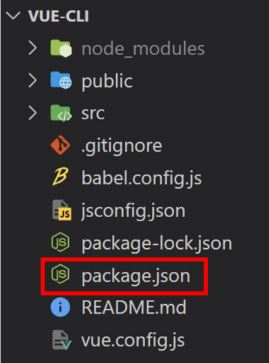 VUE-CLI
node_modules
public
src
.gitignore
babel.config.js
jsconfig.json
package-lock.json
package.json
README.md
vue.config.js